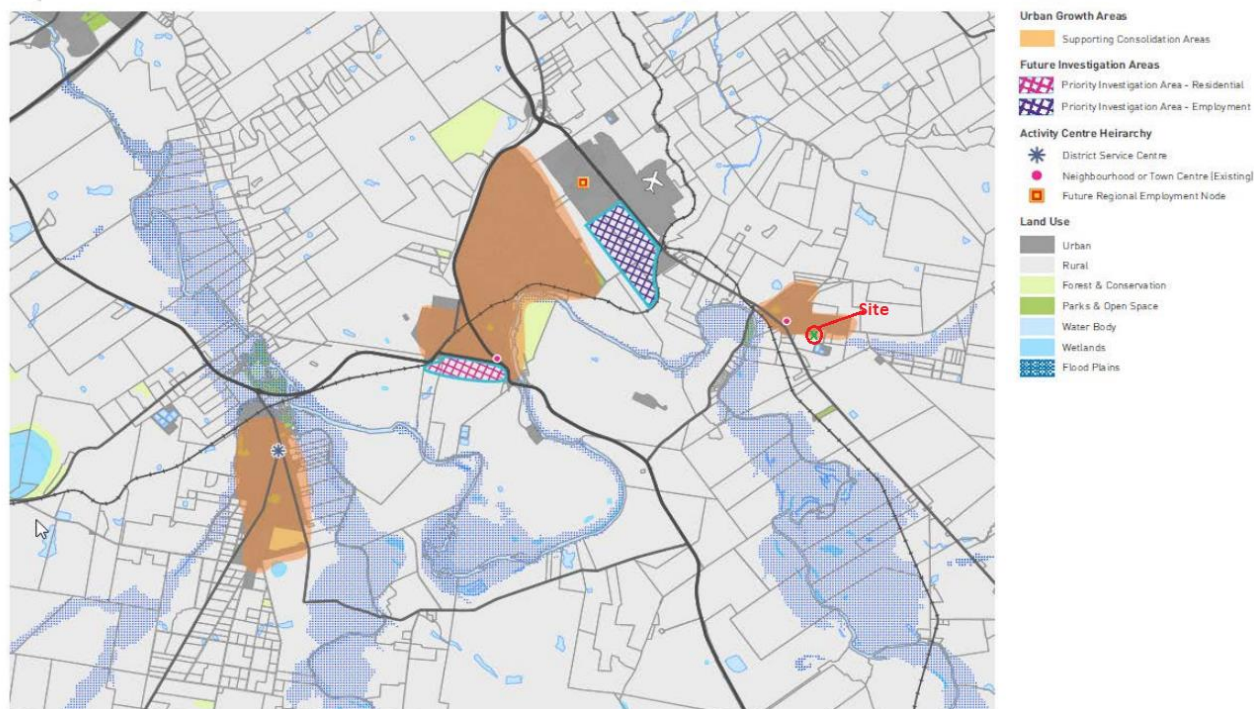 Urban Growth Areas
Supporting Consolidation Areas
Future Investigation Areas
Priority Investigation Area - Residential
Priority Investigation Area - Employment
Activity Centre Heirarchy
District Service Centre
Neighbourhood or Town Centre (Existing)
Future Regional Employment Node
Land Use
Urban
Rural
Forest & Conservation
Parks & Open Space
Water Body
Wetlands
Flood Plains
Site